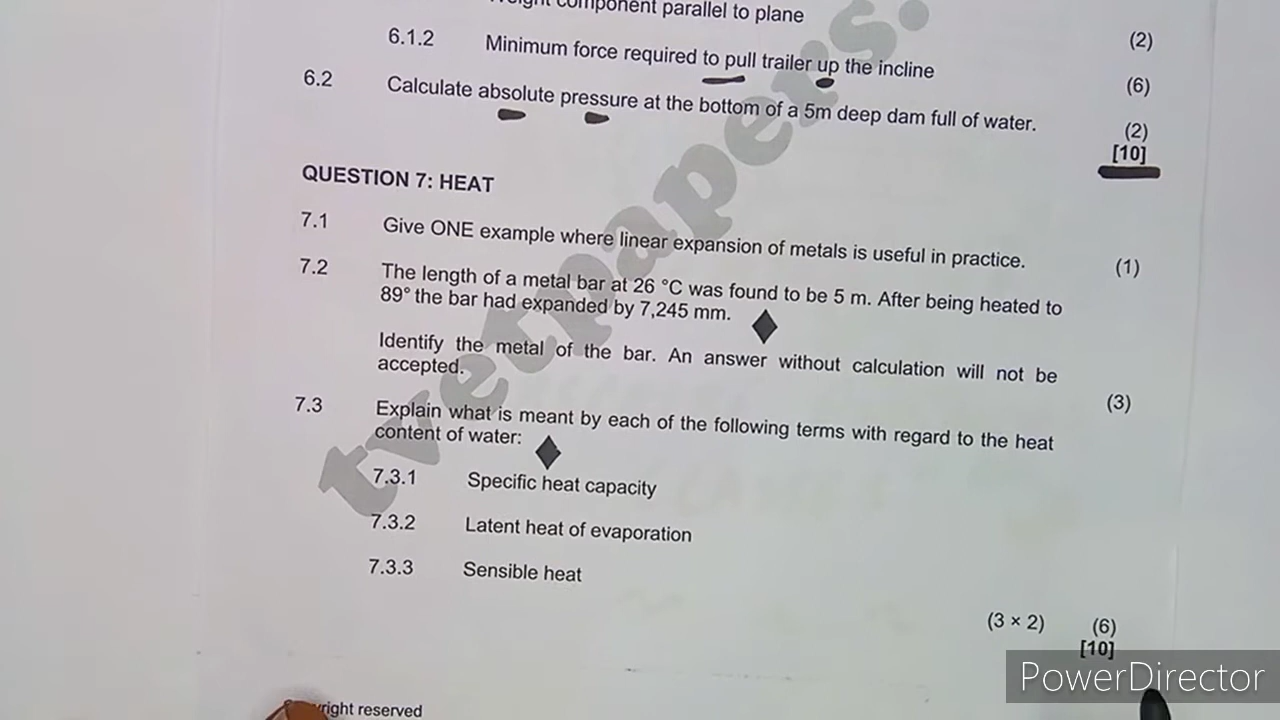 component parallel to plane (2)
6.1.2 Minimum force required to pull trailer up the incline (6)
6.2 Calculate absolute pressure at the bottom of a 5m deep dam full of water. (2)
[10]
QUESTION 7: HEAT
7.1 Give ONE example where linear expansion of metals is useful in practice. (1)
7.2 The length of a metal bar at 26 °C was found to be 5 m. After being heated to
89° the bar had expanded by 7,245 mm.
Identify the metal of the bar. An answer without calculation will not be
accepted. (3)
7.3 Explain what is meant by each of the following terms with regard to the heat
content of water:
7.3.1 Specific heat capacity
7.3.2 Latent heat of evaporation
7.3.3 Sensible heat
(3 × 2) (6)
[10]
right reserved
tvetpapers.
PowerDirector